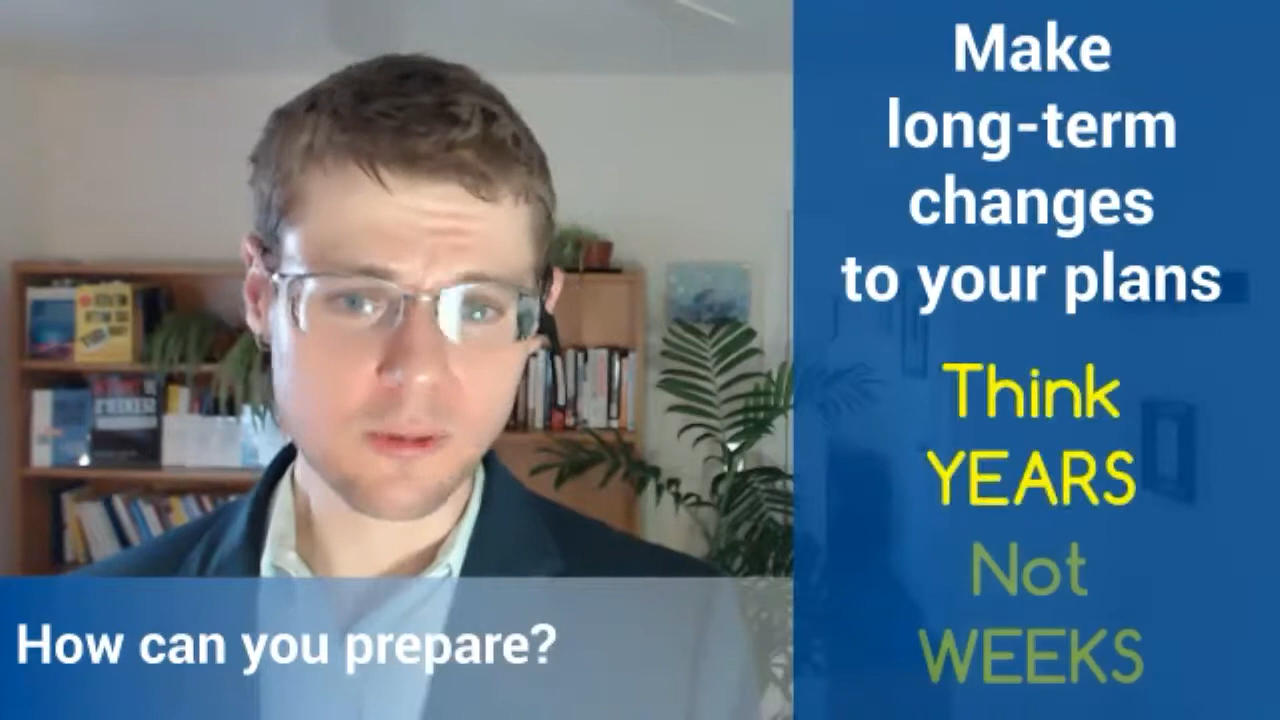 Make
long-term
changes
to your plans
Think
YEARS
Not
WEEKS
How can you prepare?